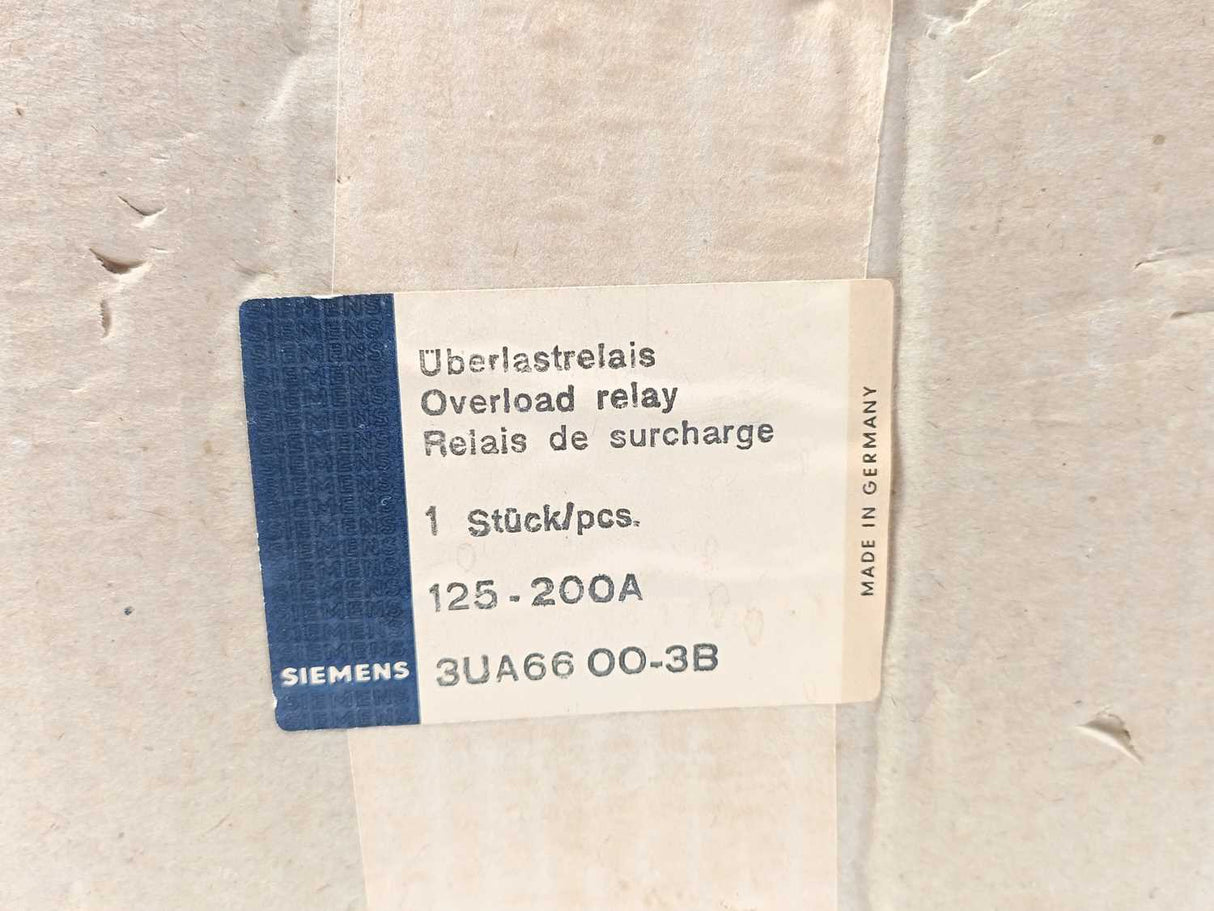 Überlastrelais
Overload relay
Relais de surcharge
1 Stück/pcs.
125-200A
3UA66 00-3B
SIEMENS
MADE IN GERMANY